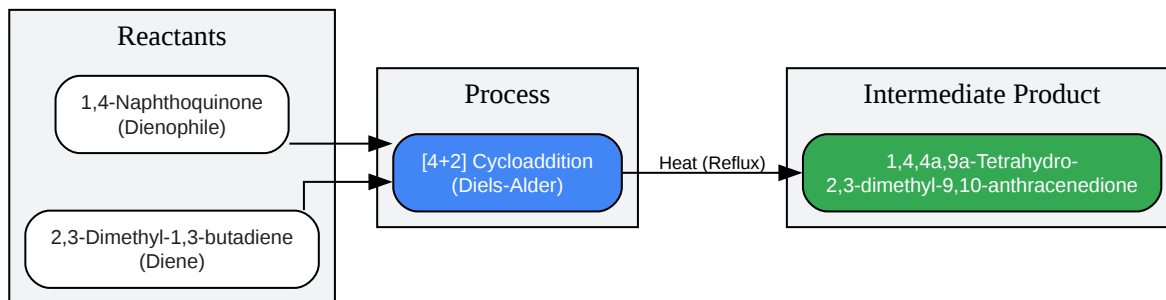 Reactants
1,4-Naphthoquinone
(Dienophile)
2,3-Dimethyl-1,3-butadiene
(Diene)
Process
[4+2] Cycloaddition
(Diels-Alder)
Heat (Reflux)
Intermediate Product
1,4,4a,9a-Tetrahydro-
2,3-dimethyl-9,10-anthracenedione